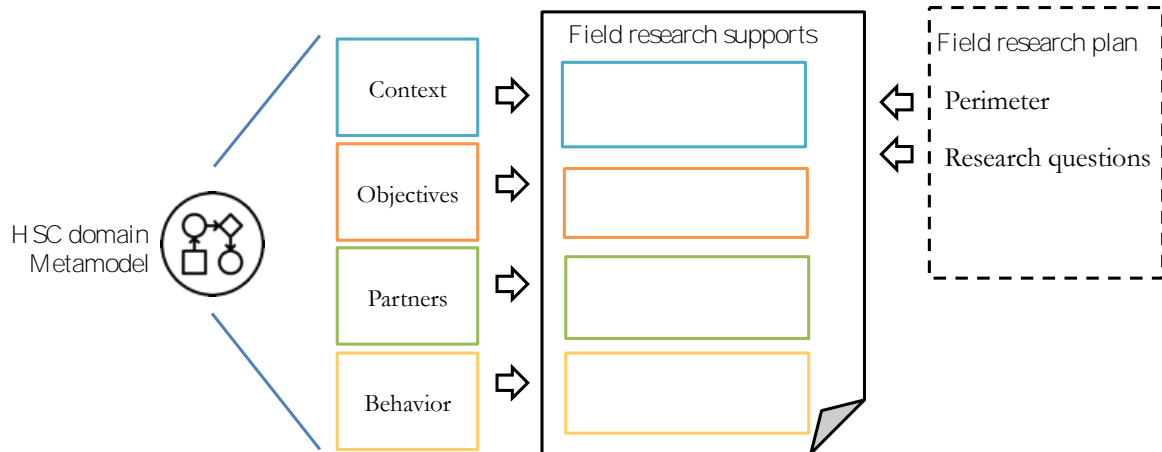 HSC domain
Metamodel
Context
Objectives
Partners
Behavior
Field research supports
Field research plan
Perimeter
Research questions